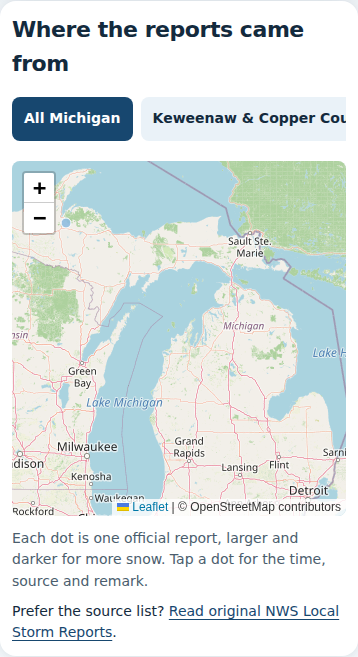 Where the reports came
from
All Michigan
Keweenaw & Copper Cou
+
−
Sault Ste.
Marie
Michigan
sin
Lake H
Green
Bay
Lake Michigan
Milwaukee
dison
Grand
Rapids
Lansing
Flint
Sarni
Kenosha
Detroit
Waukegan
Rockford
Leaflet | © OpenStreetMap contributors
Each dot is one official report, larger and
darker for more snow. Tap a dot for the time,
source and remark.
Prefer the source list? Read original NWS Local
Storm Reports.